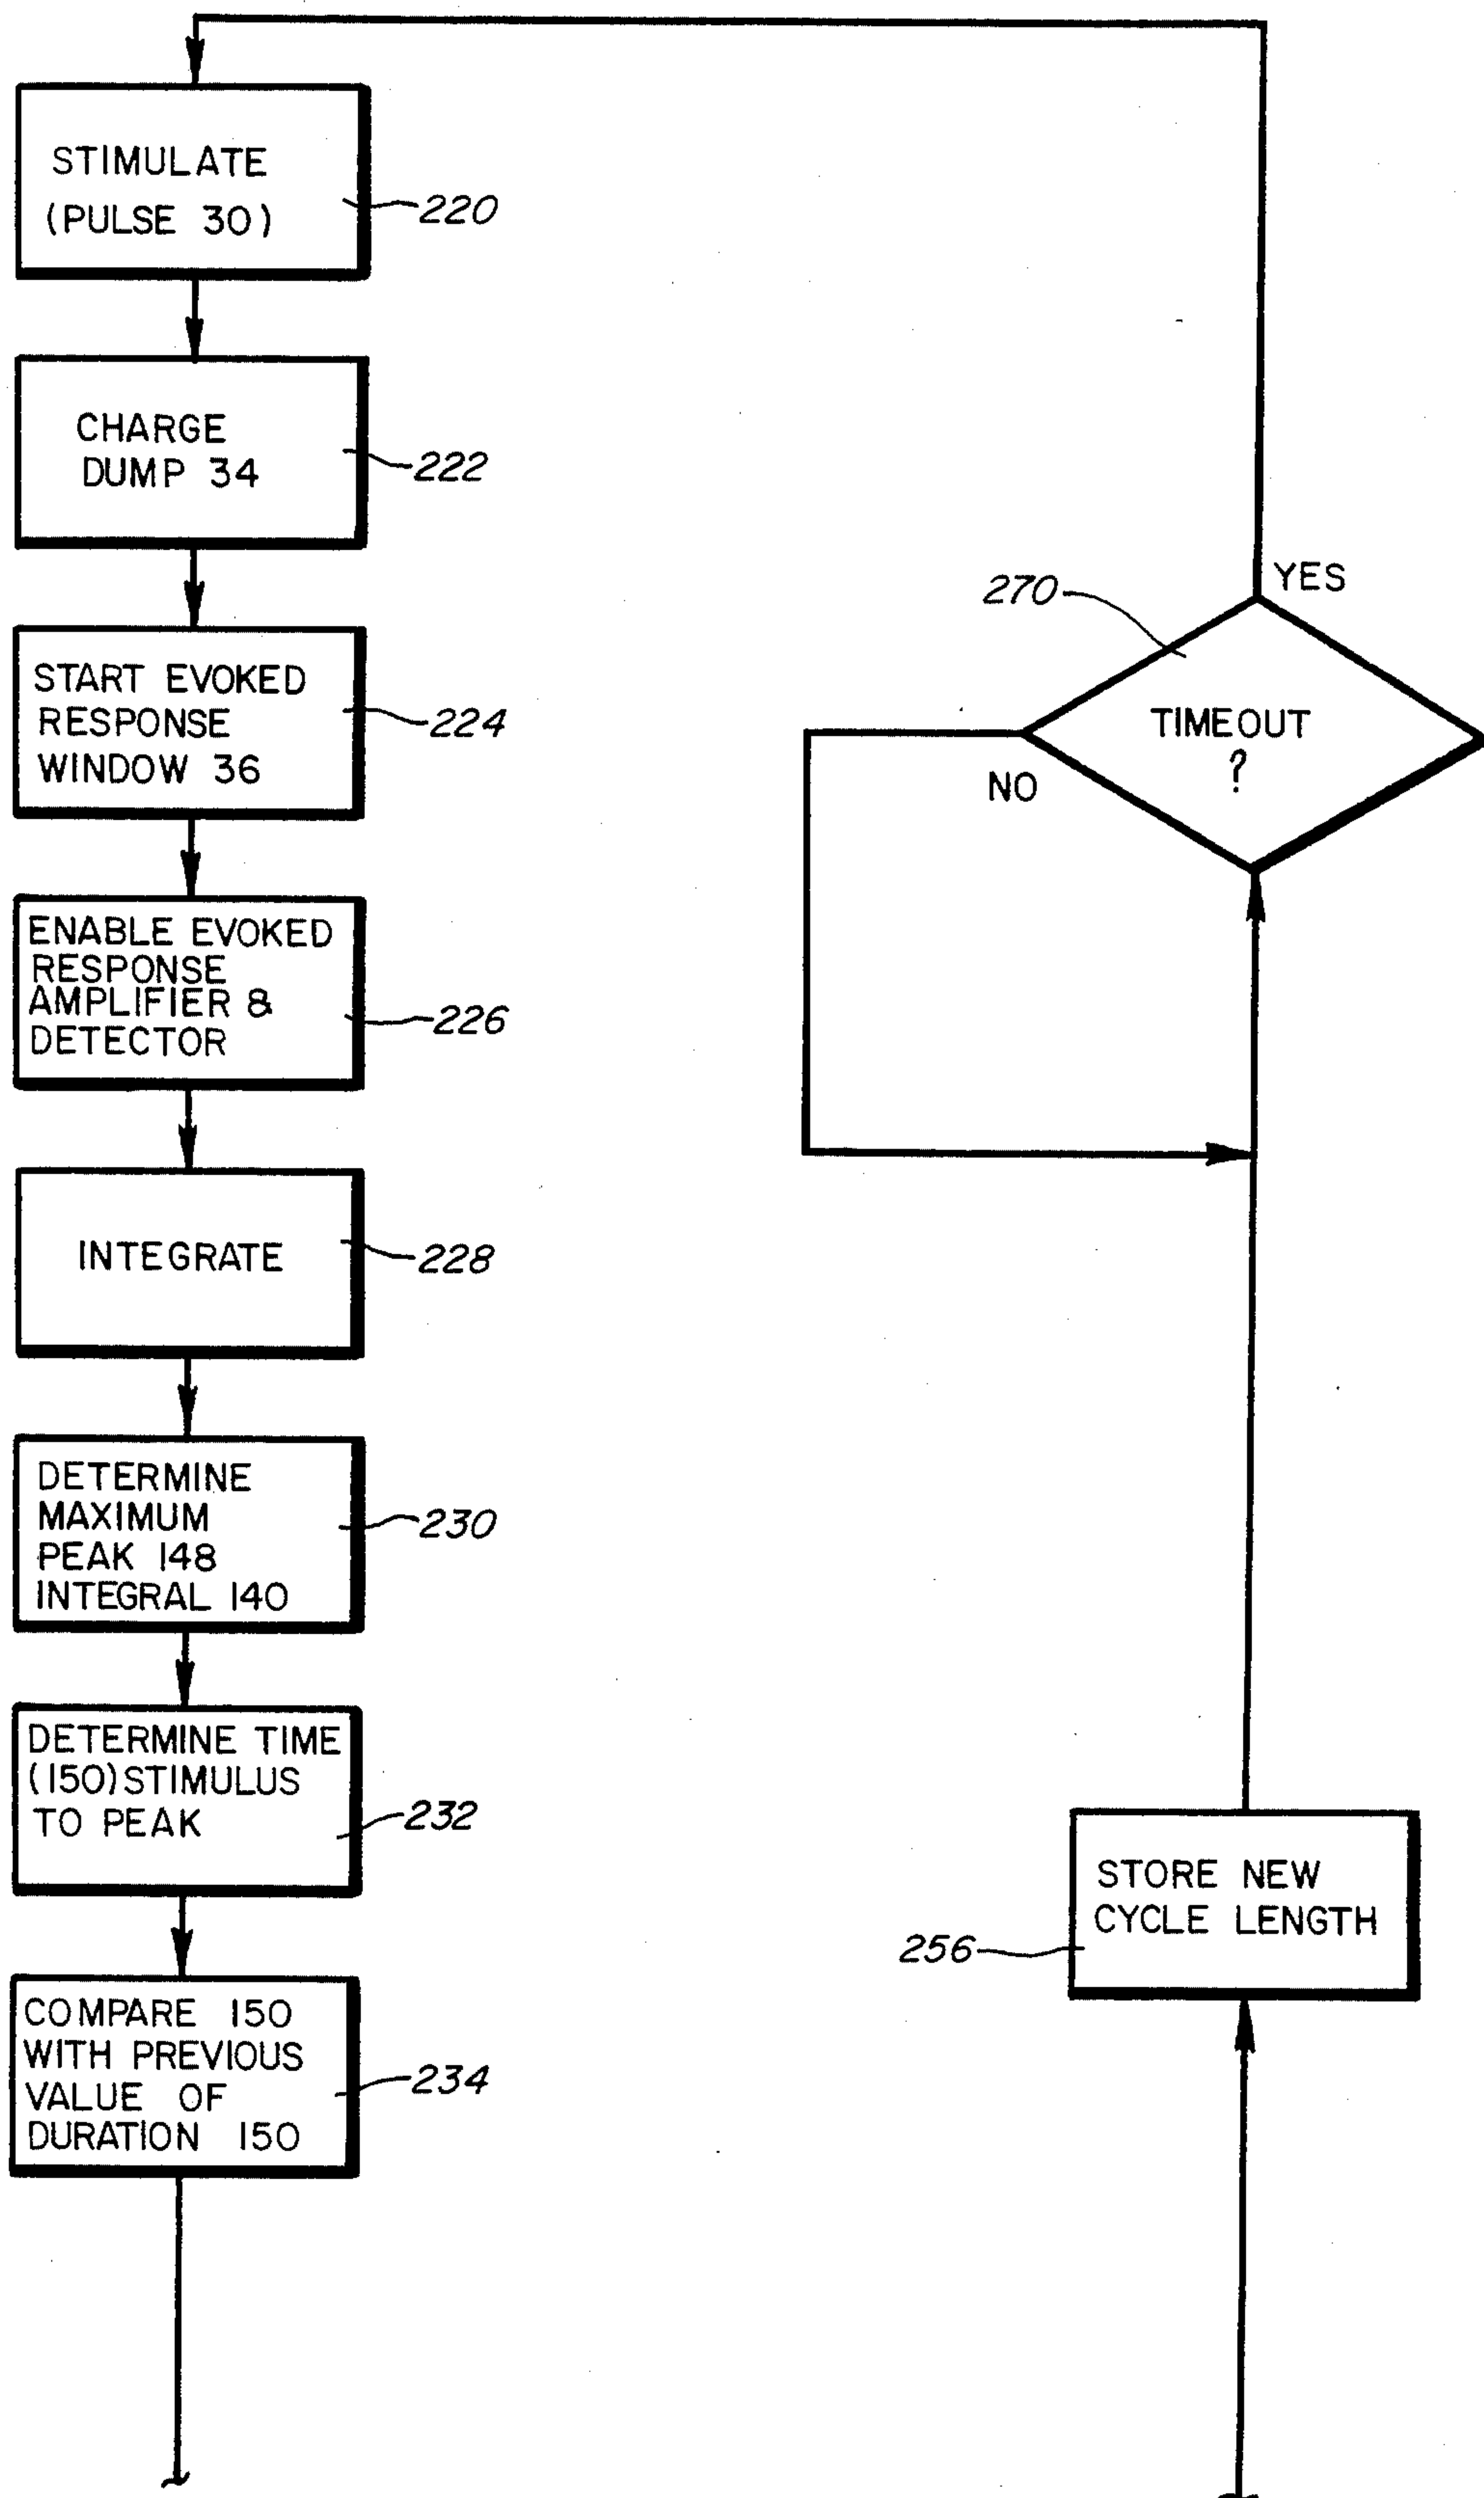 STIMULATE
(PULSE 30)
220
CHARGE
DUMP 34
222
START EVOKED
RESPONSE
WINDOW 36
224
ENABLE EVOKED
RESPONSE
AMPLIFIER &
DETECTOR
226
INTEGRATE
228
DETERMINE
MAXIMUM
PEAK 148
INTEGRAL 140
230
DETERMINE TIME
(150) STIMULUS
TO PEAK
232
COMPARE 150
WITH PREVIOUS
VALUE OF
DURATION 150
234
YES
270
TIMEOUT
?
NO
STORE NEW
CYCLE LENGTH
256